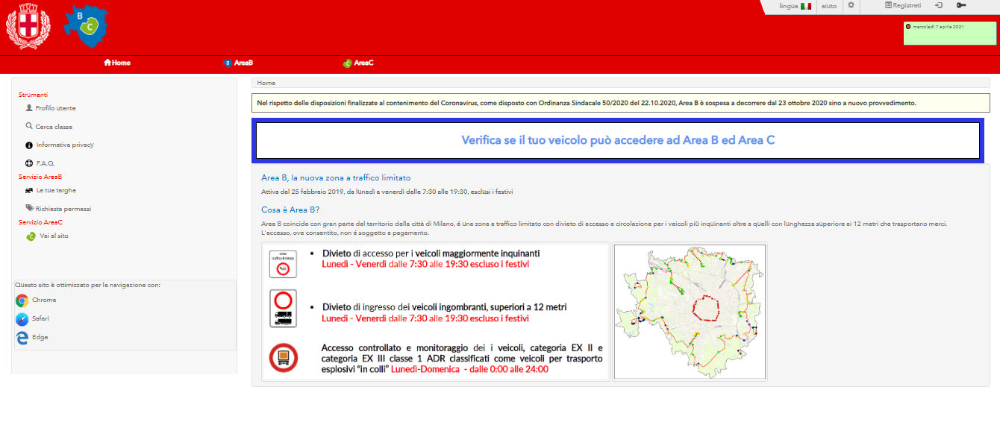 lingua
aiuto
Registrati
mercoledì 7 aprile 2021
B
C
Home
B AreaB
C AreaC
Strumenti
Profilo utente
Cerca classe
Informativa privacy
F.A.Q.
Servizio AreaB
Le tue targhe
Richiesta permessi
Servizio AreaC
C Vai al sito
Questo sito è ottimizzato per la navigazione con:
Chrome
Safari
Edge
Home
Nel rispetto delle disposizioni finalizzate al contenimento del Coronavirus, come disposto con Ordinanza Sindacale 50/2020 del 22.10.2020, Area B è sospesa a decorrere dal 23 ottobre 2020 sino a nuovo provvedimento.
Verifica se il tuo veicolo può accedere ad Area B ed Area C
Area B, la nuova zona a traffico limitato
Attiva dal 25 febbraio 2019, da lunedì a venerdì dalle 7:30 alle 19:30, esclusi i festivi
Cosa è Area B?
Area B coincide con gran parte del territorio della città di Milano, é una zona a traffico limitato con divieto di accesso e circolazione per i veicoli più inquinanti oltre a quelli con lunghezza superiore ai 12 metri che trasportano merci.
L'accesso, ove consentito, non é soggetto a pagamento.
zona
traffico limitato
▪ Divieto di accesso per i veicoli maggiormente inquinanti
Lunedì - Venerdì dalle 7:30 alle 19:30 escluso i festivi
▪ Divieto di ingresso dei veicoli ingombranti, superiori a 12 metri
Lunedì - Venerdì dalle 7:30 alle 19:30 escluso i festivi
Accesso controllato e monitoraggio dei i veicoli, categoria EX II e
categoria EX III classe 1 ADR classificati come veicoli per trasporto
esplosivi "in colli" Lunedì-Domenica - dalle 0:00 alle 24:00